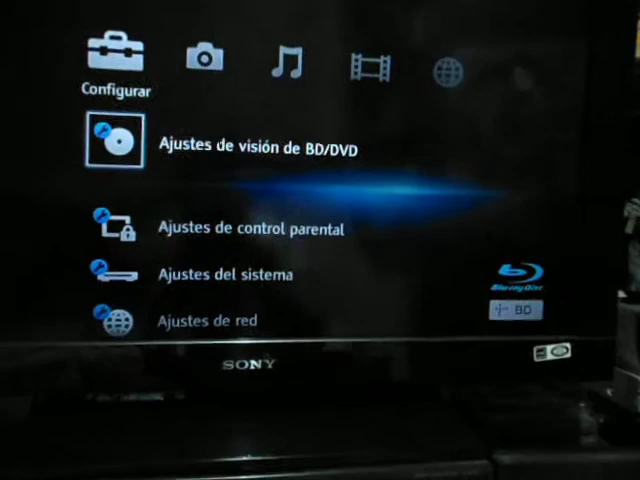 Configurar
Ajustes de visión de BD/DVD
Ajustes de control parental
Ajustes del sistema
Ajustes de red
Blu-ray Disc
BD
SONY